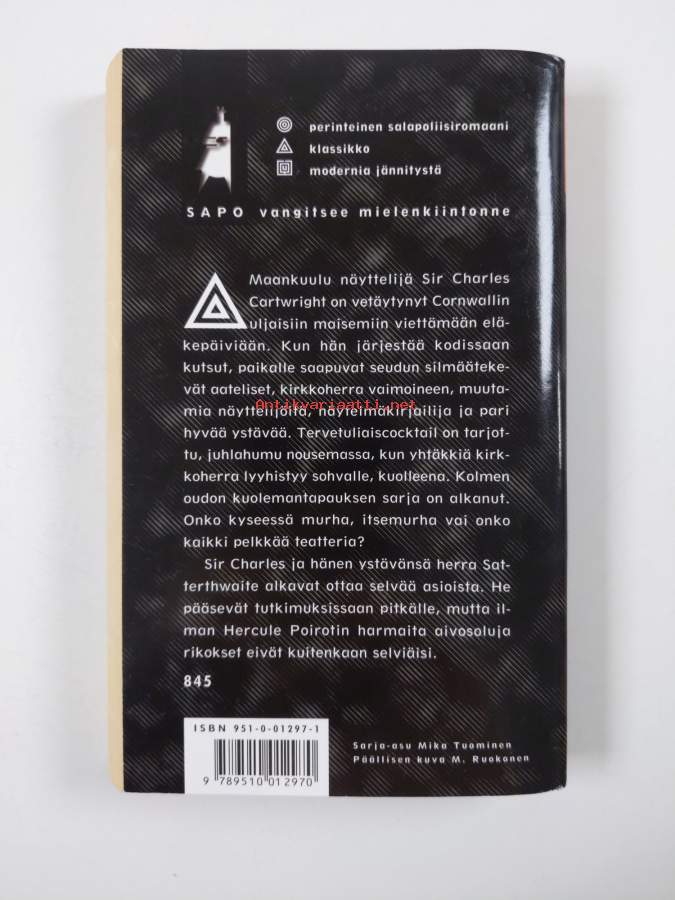 perinteinen salapoliisiromaani
klassikko
modernia jännitystä
SAPO vangitsee mielenkiintonne
Maankuulu näyttelijä Sir Charles
Cartwright on vetäytynyt Cornwallin
uljaisiin maisemiin viettämään elä-
kepäiviään. Kun hän järjestää kodissaan
kutsut, paikalle saapuvat seudun silmääteke-
vät aateliset, kirkkoherra vaimoineen, muuta-
mia näyttelijöitä, näytelmäkirjailija ja pari
Antikvariaatti.net
hyvää ystävää. Tervetuliaiscocktail on tarjot-
tu, juhlahumu nousemassa, kun yhtäkkiä kirk-
koherra lyyhistyy sohvalle, kuolleena. Kolmen
oudon kuolemantapauksen sarja on alkanut.
Onko kyseessä murha, itsemurha vai onko
kaikki pelkkää teatteria?
Sir Charles ja hänen ystävänsä herra Sat-
terthwaite alkavat ottaa selvää asioista. He
pääsevät tutkimuksissaan pitkälle, mutta il-
man Hercule Poirotin harmaita aivosoluja
rikokset eivät kuitenkaan selviäisi.
845
ISBN 951-0-01297-1
9 789510 012970
Sarja-asu Mika Tuominen
Päällisen kuva M. Ruokonen